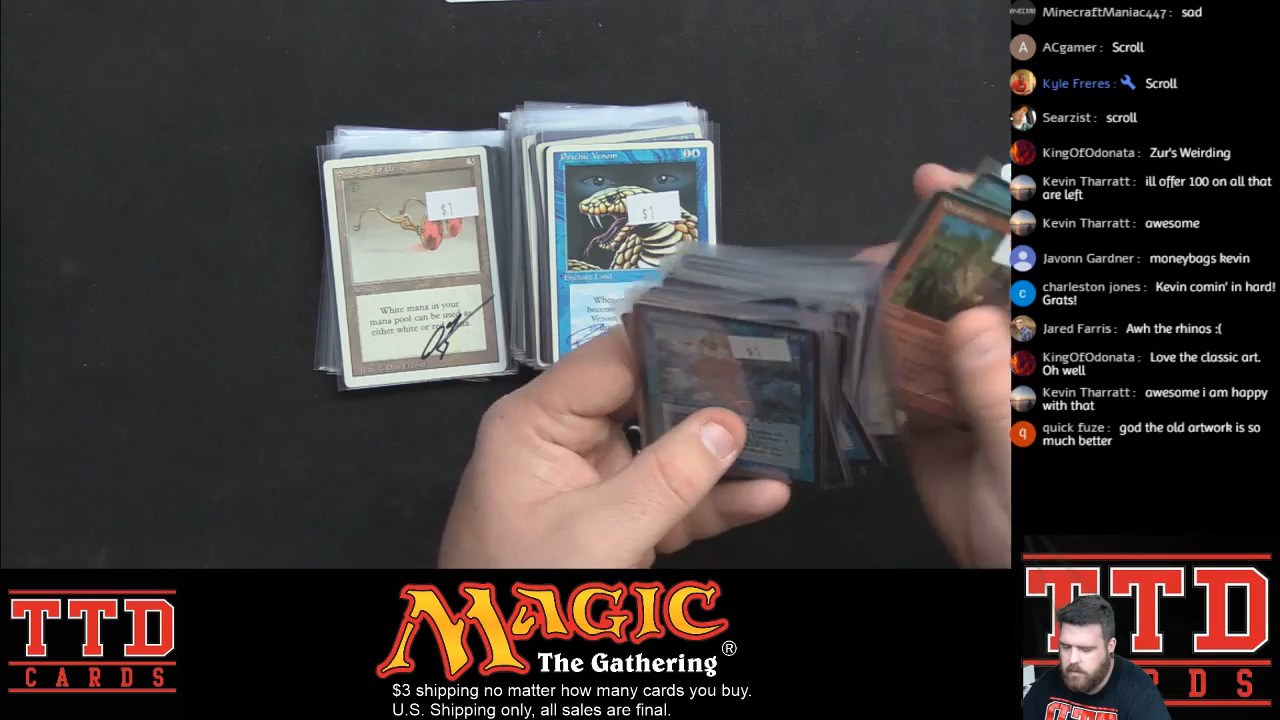 MinecraftManiac447 : sad
ACgamer : Scroll
Kyle Freres : Scroll
Searzist : scroll
KingOfOdonata : Zur's Weirding
Kevin Tharratt : ill offer 100 on all that
are left
Kevin Tharratt : awesome
Javonn Gardner : moneybags kevin
charleston jones : Kevin comin' in hard!
Grats!
Jared Farris : Awh the rhinos :(
KingOfOdonata : Love the classic art.
Oh well
Kevin Tharratt : awesome i am happy
with that
quick fuze : god the old artwork is so
much better
$1
White mana in your
mana pool can be used as
either white or red mana.
Psychic Venom
$1
Enchant Land
Whene
become
Venom
TTD
CARDS
MAGIC
The Gathering®
$3 shipping no matter how many cards you buy.
U.S. Shipping only, all sales are final.
TTD